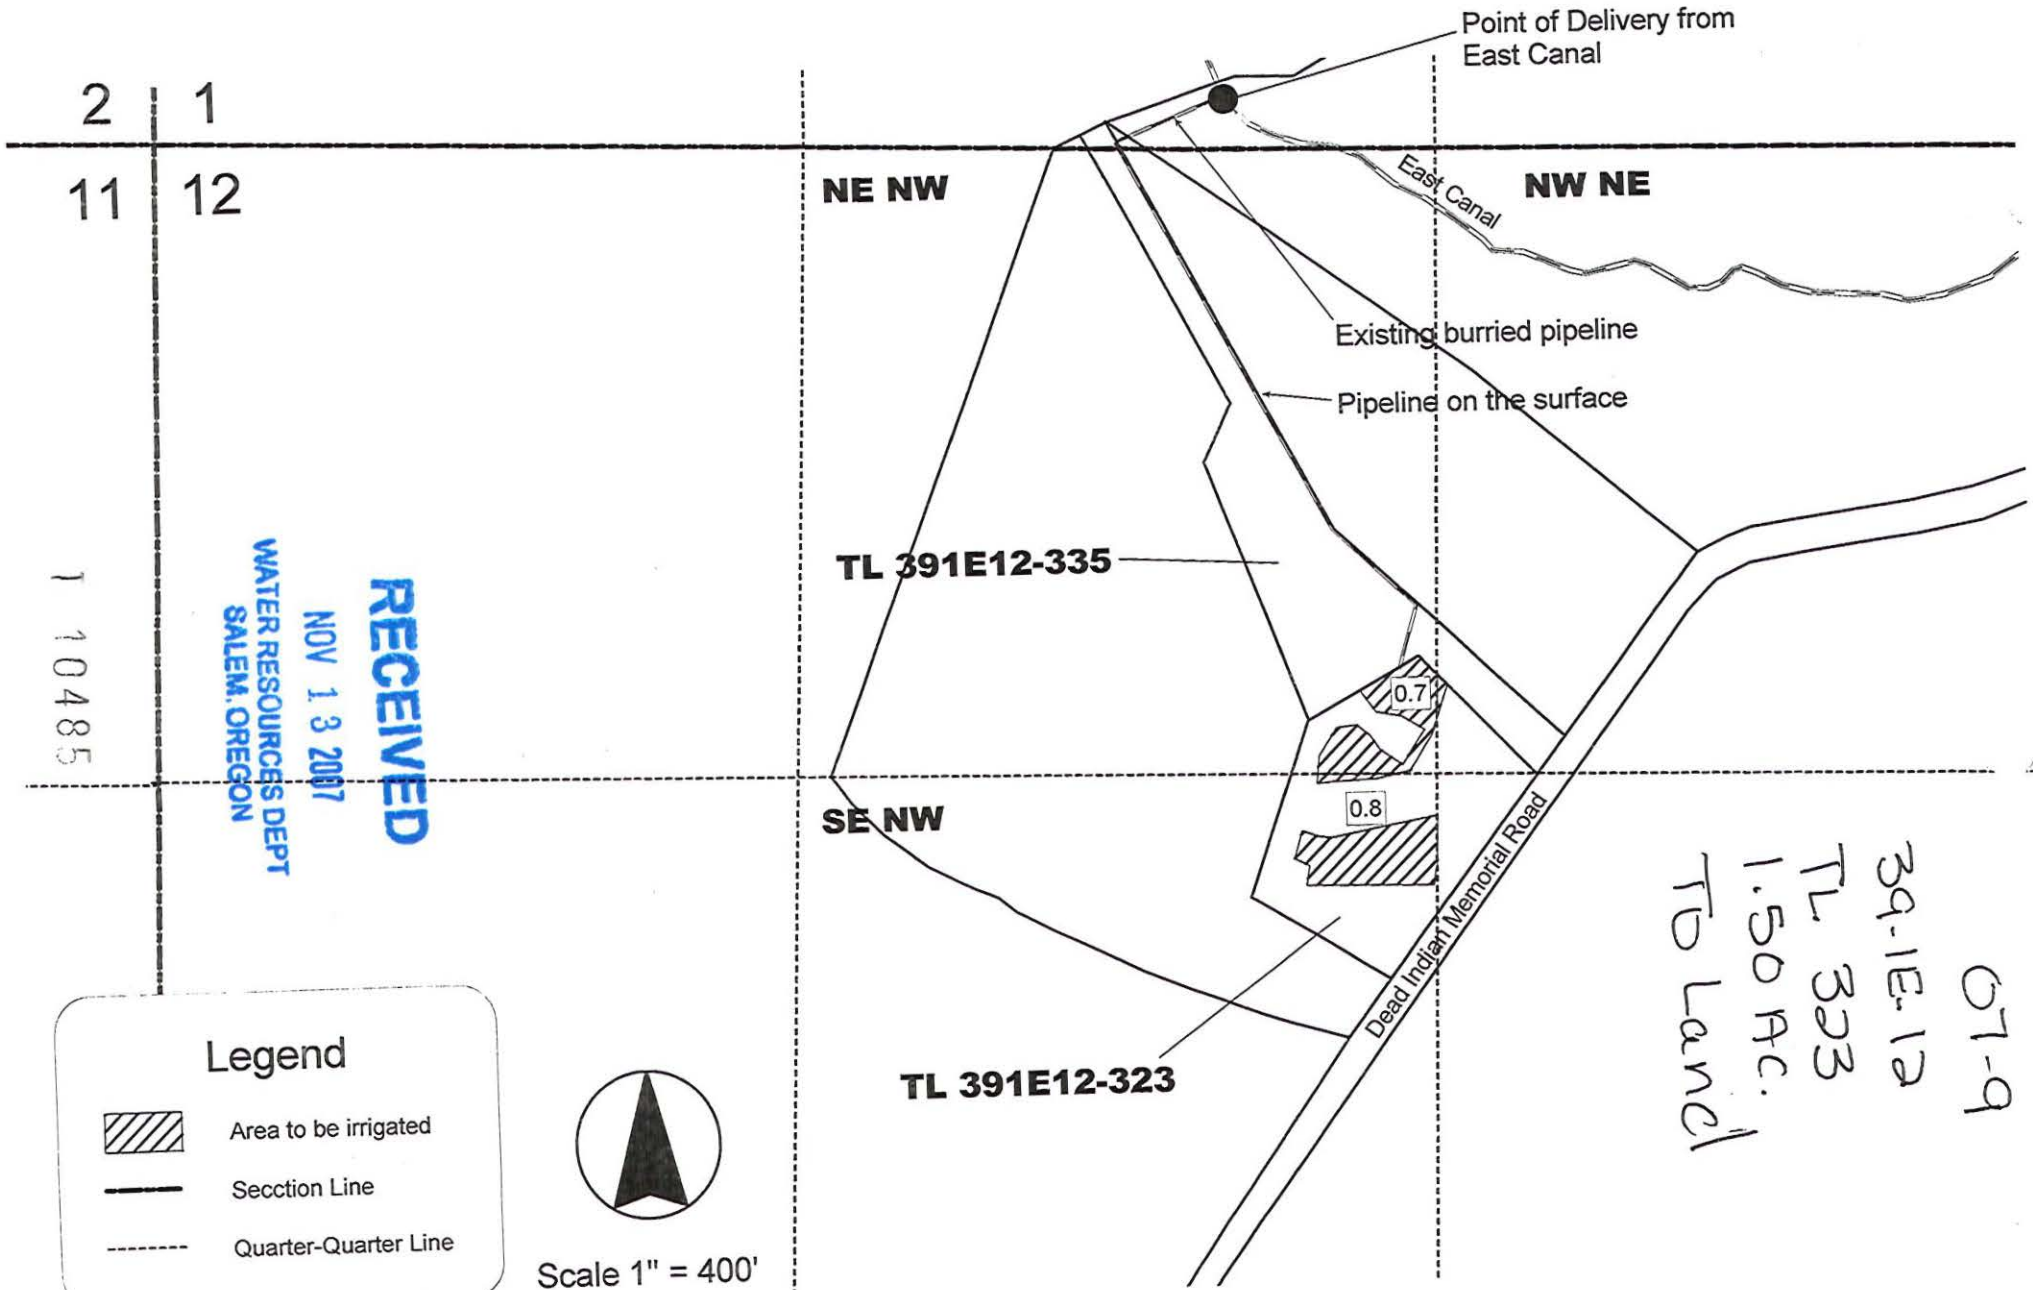 Point of Delivery from
East Canal
2 1
11 12
NE NW
NW NE
East Canal
Existing burried pipeline
Pipeline on the surface
TL 391E12-335
0.7
SE NW
0.8
Dead Indian Memorial Road
TL 391E12-323
RECEIVED
NOV 13 2007
WATER RESOURCES DEPT
SALEM, OREGON
1 10485
07-9
39-1E-12
TL 323
1.50 AC.
To Land
Legend
Area to be irrigated
Secction Line
Quarter-Quarter Line
Scale 1" = 400'